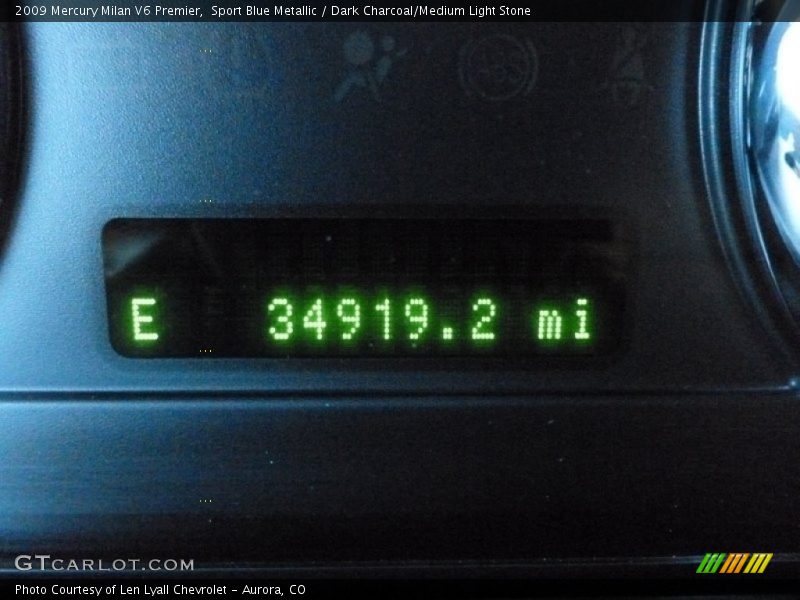 2009 Mercury Milan V6 Premier, Sport Blue Metallic / Dark Charcoal/Medium Light Stone
E 34919.2 mi
GTCARLOT.COM
Photo Courtesy of Len Lyall Chevrolet - Aurora, CO